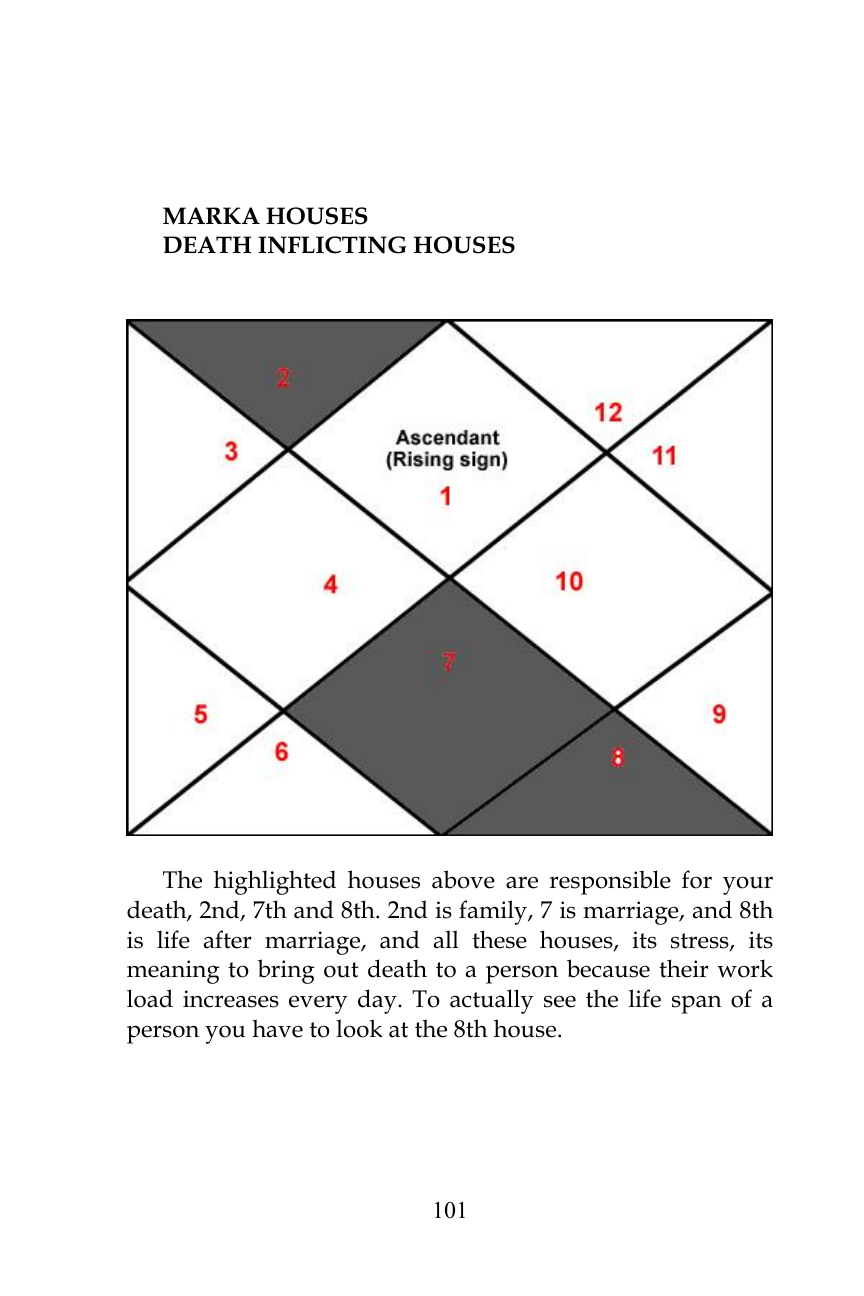 MARKA HOUSES
DEATH INFLICTING HOUSES
2
12
3
Ascendant
(Rising sign)
11
1
4
10
7
5
9
6
8
The highlighted houses above are responsible for your
death, 2nd, 7th and 8th. 2nd is family, 7 is marriage, and 8th
is life after marriage, and all these houses, its stress, its
meaning to bring out death to a person because their work
load increases every day. To actually see the life span of a
person you have to look at the 8th house.
101